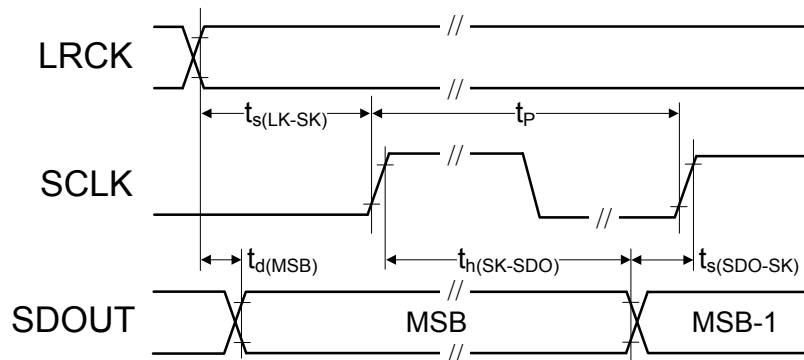 LRCK
ts(LK-SK) tP
SCLK
td(MSB) th(SK-SDO) ts(SDO-SK)
SDOUT MSB MSB-1